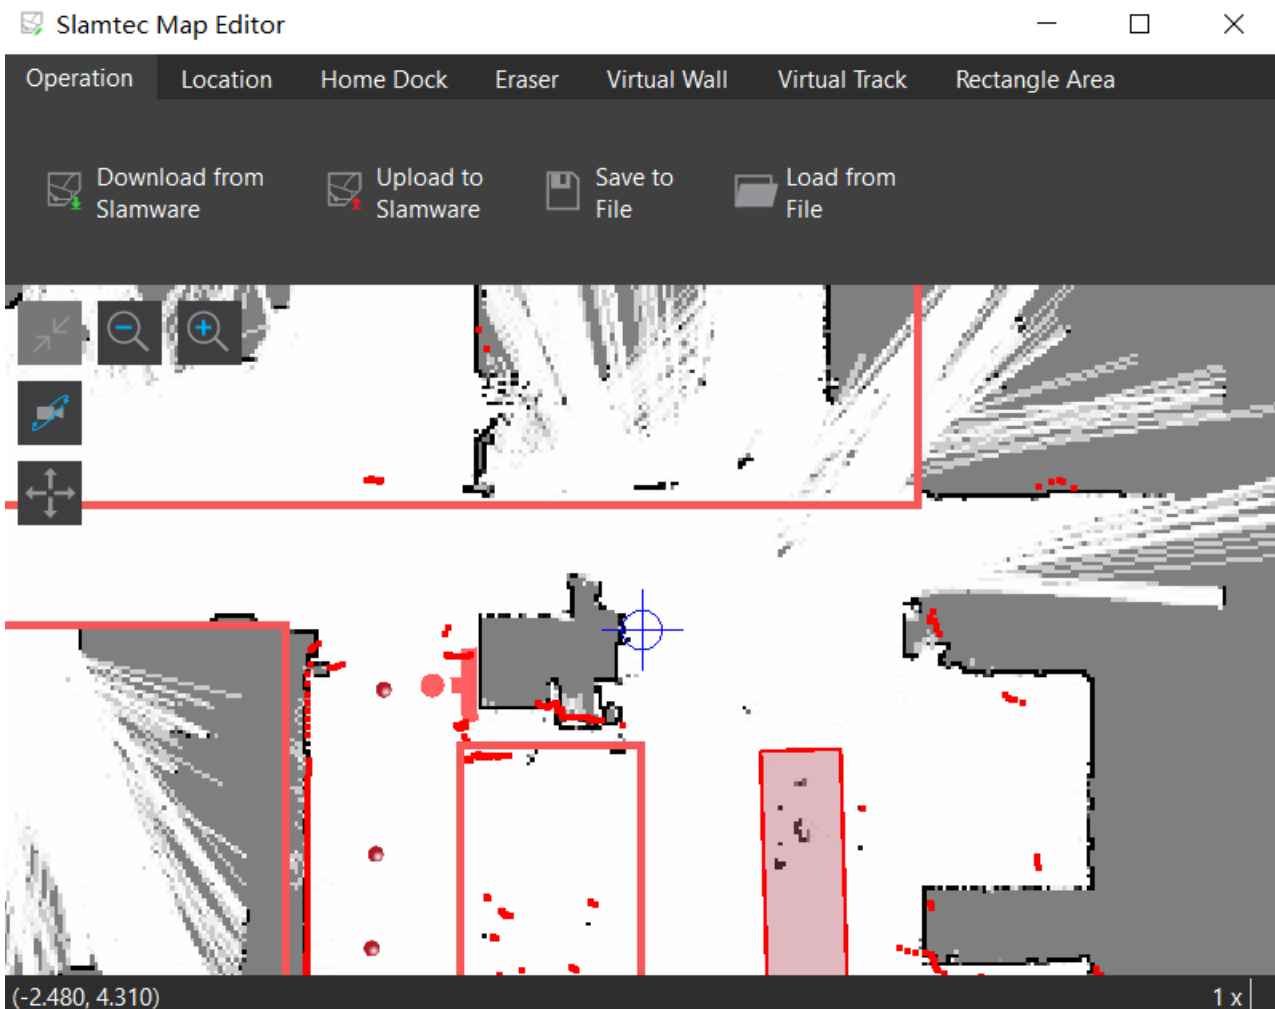 Slamtec Map Editor
Operation Location Home Dock Eraser Virtual Wall Virtual Track Rectangle Area
Download from
Slamware
Upload to
Slamware
Save to
File
Load from
File
(-2.480, 4.310)
1 x